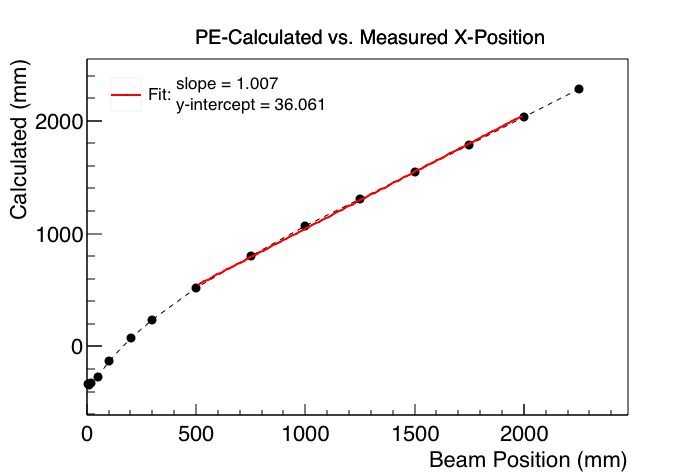 PE-Calculated vs. Measured X-Position
Calculated (mm)
Fit: slope = 1.007
y-intercept = 36.061
2000
1000
0
0 500 1000 1500 2000
Beam Position (mm)